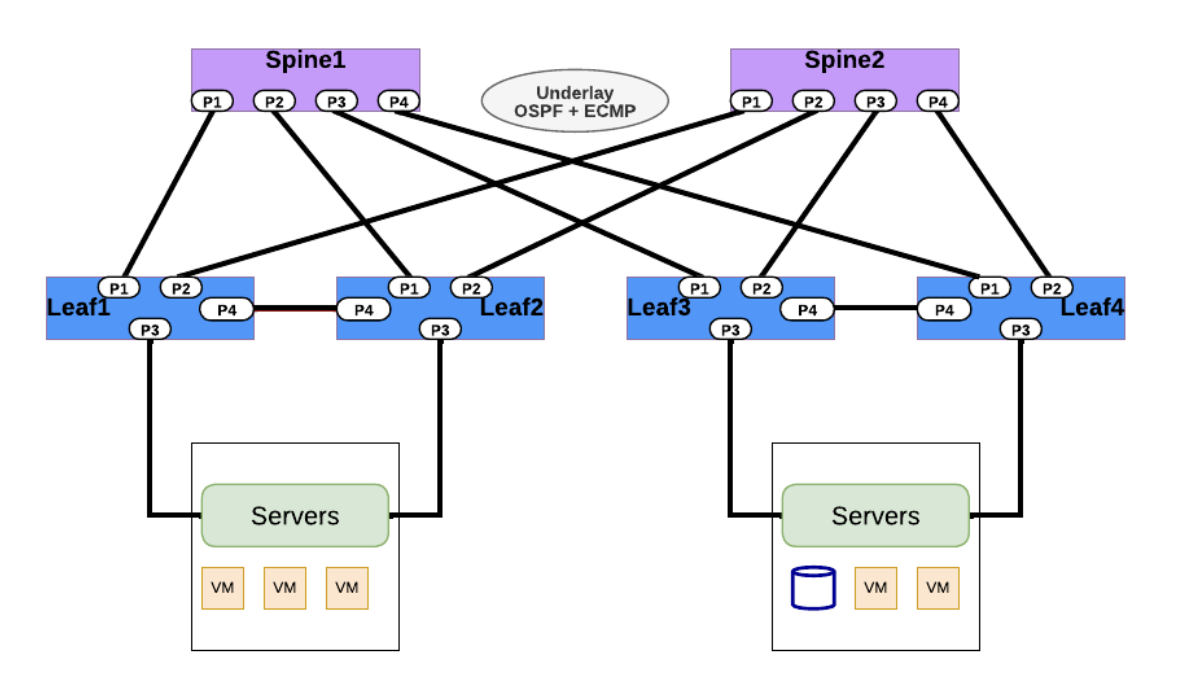 Spine1
Spine2
P1 P2 P3 P4
Underlay
OSPF + ECMP
P1 P2 P3 P4
P1 P2
Leaf1
P4
P3
P1 P2
P4
Leaf2
P3
P1 P2
Leaf3
P4
P3
P1 P2
P4
Leaf4
P3
Servers
VM VM VM
Servers
VM VM